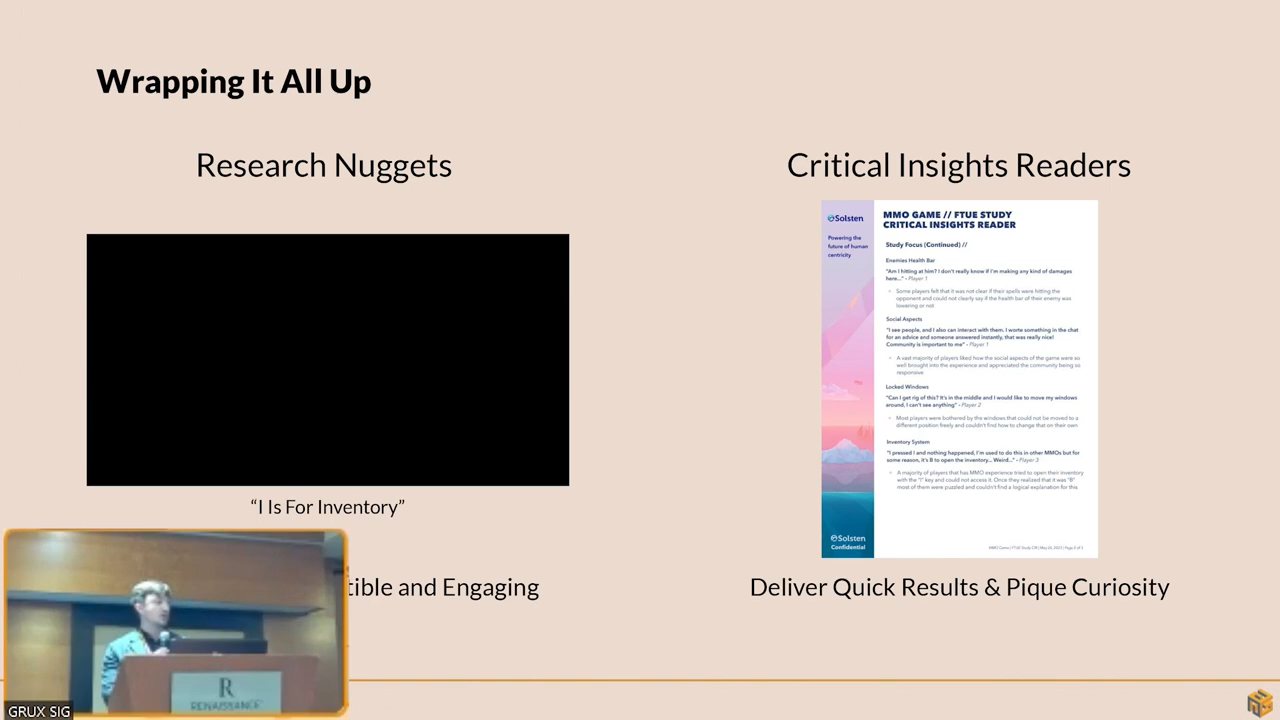 Wrapping It All Up
Research Nuggets
"I Is For Inventory"
tible and Engaging
Critical Insights Readers
Solsten
Powering the
future of human
centricity
MMO GAME // FTUE STUDY
CRITICAL INSIGHTS READER
Study Focus (Continued) //
Enemies Health Bar
"Am I hitting at him? I don't really know if I'm making any kind of damages
here..." - Player 1
Some players felt that it was not clear if their spells were hitting the
opponent and could not clearly say if the health bar of their enemy was
lowering or not
Social Aspects
"I see people, and I also can interact with them. I worte something in the chat
for an advice and someone answered instantly, that was really nice!
Community is important to me" - Player 1
A vast majority of players liked how the social aspects of the game were so
well brought into the experience and appreciated the community being so
responsive
Locked Windows
"Can I get rig of this? It's in the middle and I would like to move my windows
around, I can't see anything" - Player 2
Most players were bothered by the windows that could not be moved to a
different position freely and couldn't find how to change that on their own
Inventory System
"I pressed I and nothing happened, I'm used to do this in other MMOs but for
some reason, it's B to open the inventory... Weird..." - Player 3
A majority of players that has MMO experience tried to open their inventory
with the "I" key and could not access it. Once they realized that it was "B"
most of them were puzzled and couldn't find a logical explanation for this
Solsten
Confidential
Deliver Quick Results & Pique Curiosity
R
RENAISSANCE
GRUX SIG